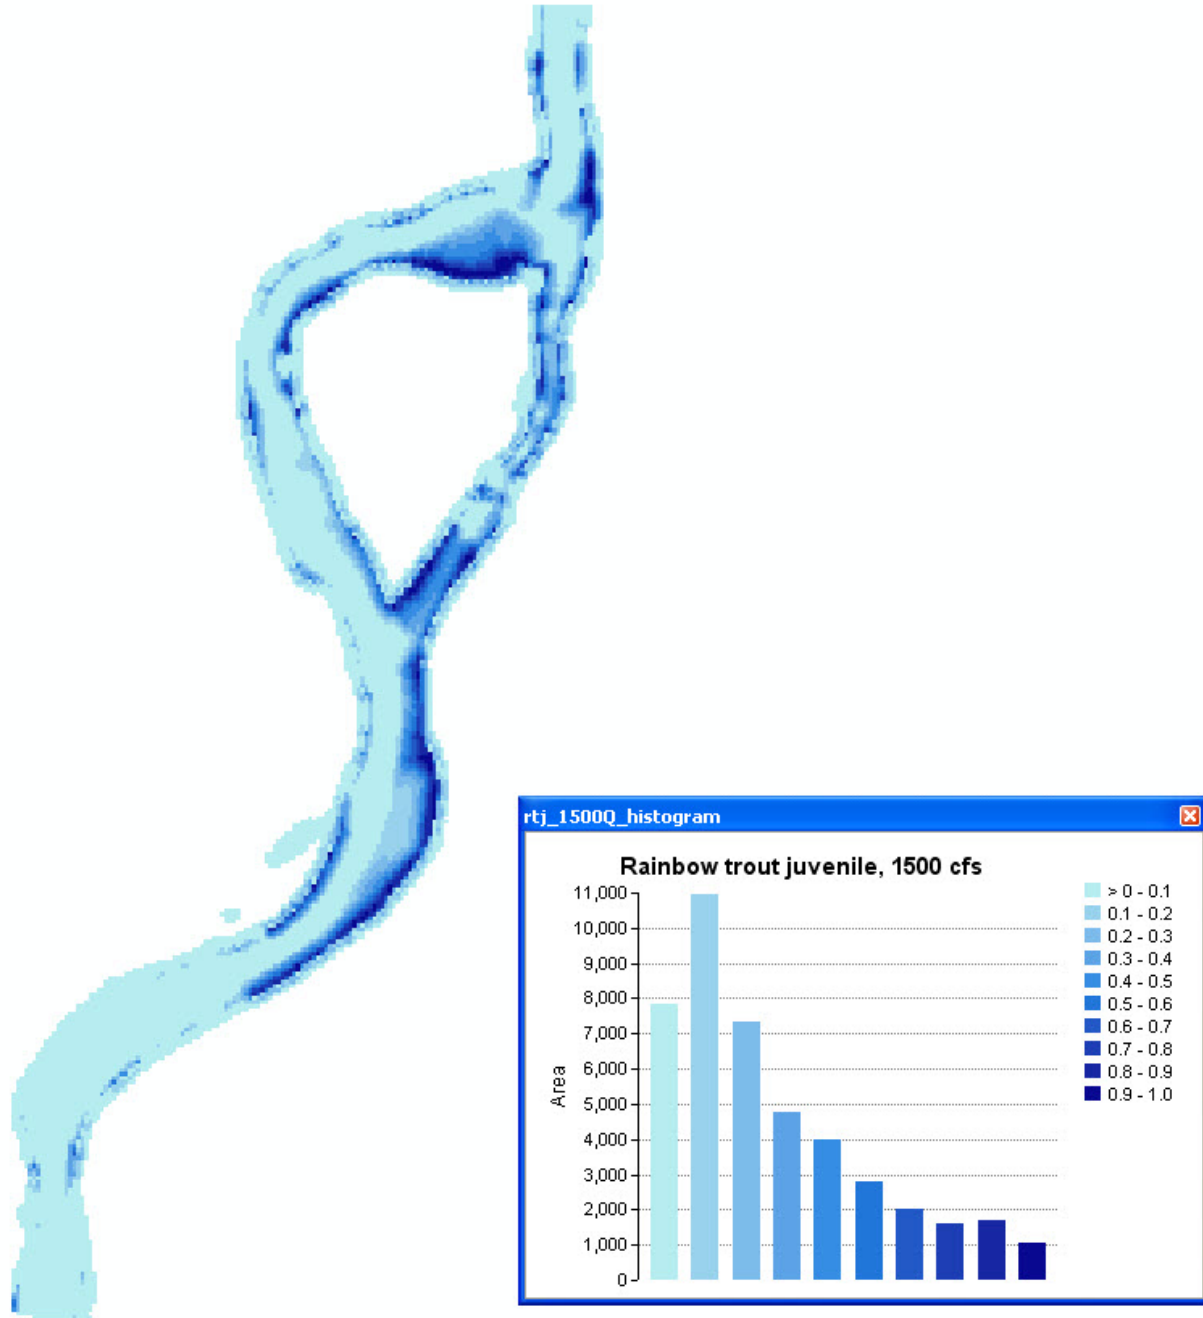 rtj_1500Q_histogram
Rainbow trout juvenile, 1500 cfs
Area
11,000
10,000
9,000
8,000
7,000
6,000
5,000
4,000
3,000
2,000
1,000
0
> 0 - 0.1
0.1 - 0.2
0.2 - 0.3
0.3 - 0.4
0.4 - 0.5
0.5 - 0.6
0.6 - 0.7
0.7 - 0.8
0.8 - 0.9
0.9 - 1.0